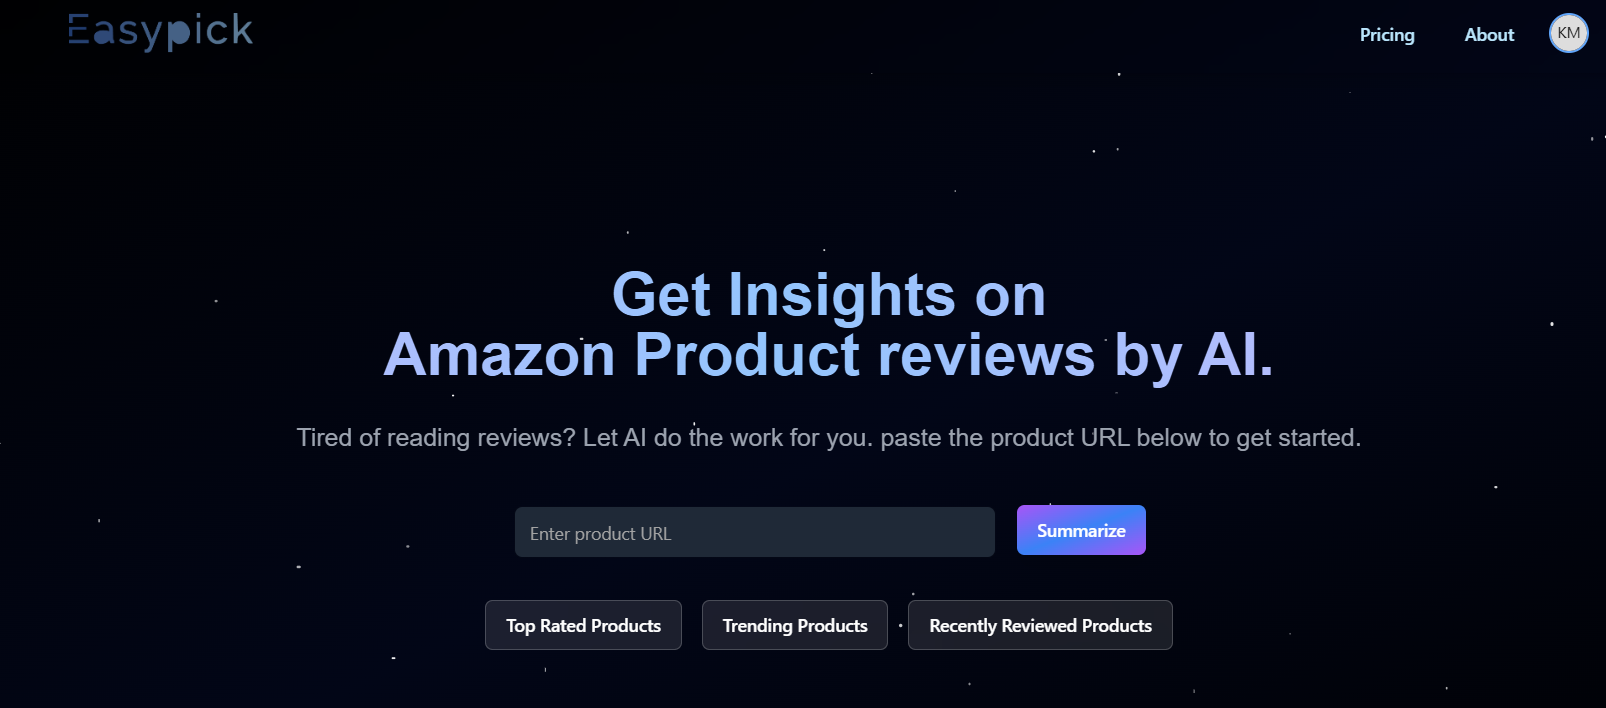 Easypick
Pricing
About
KM
Get Insights on
Amazon Product reviews by AI.
Tired of reading reviews? Let AI do the work for you. paste the product URL below to get started.
Enter product URL
Summarize
Top Rated Products
Trending Products
Recently Reviewed Products